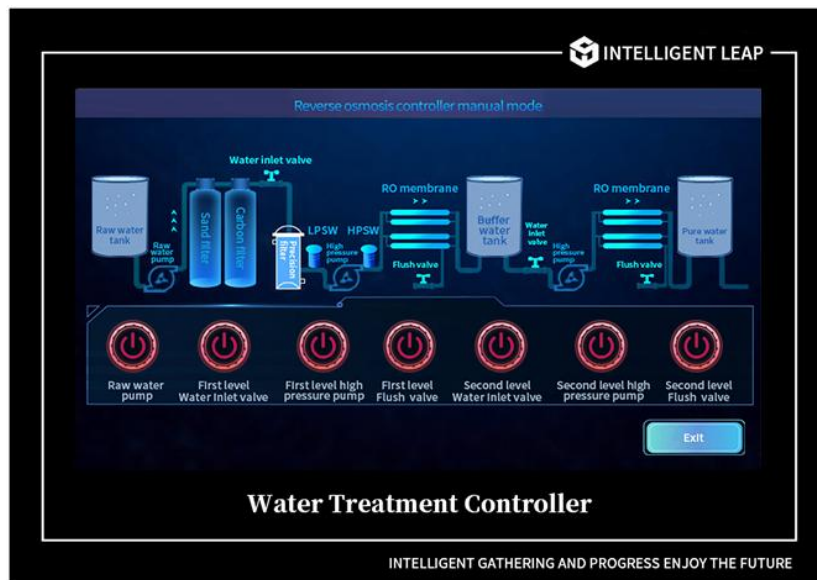 INTELLIGENT LEAP
Reverse osmosis controller manual mode
Water inlet valve
RO membrane
RO membrane
Raw water
tank
Sand filter
Carbon filter
Raw
water
pump
Precision
filter
LPSW
High
pressure
pump
HPSW
Flush valve
Buffer
water
tank
Water
inlet
valve
High
pressure
pump
Flush valve
Pure water
tank
Raw water
pump
First level
Water Inlet valve
First level high
pressure pump
First level
Flush valve
Second level
Water Inlet valve
Second level high
pressure pump
Second level
Flush valve
Exit
Water Treatment Controller
INTELLIGENT GATHERING AND PROGRESS ENJOY THE FUTURE